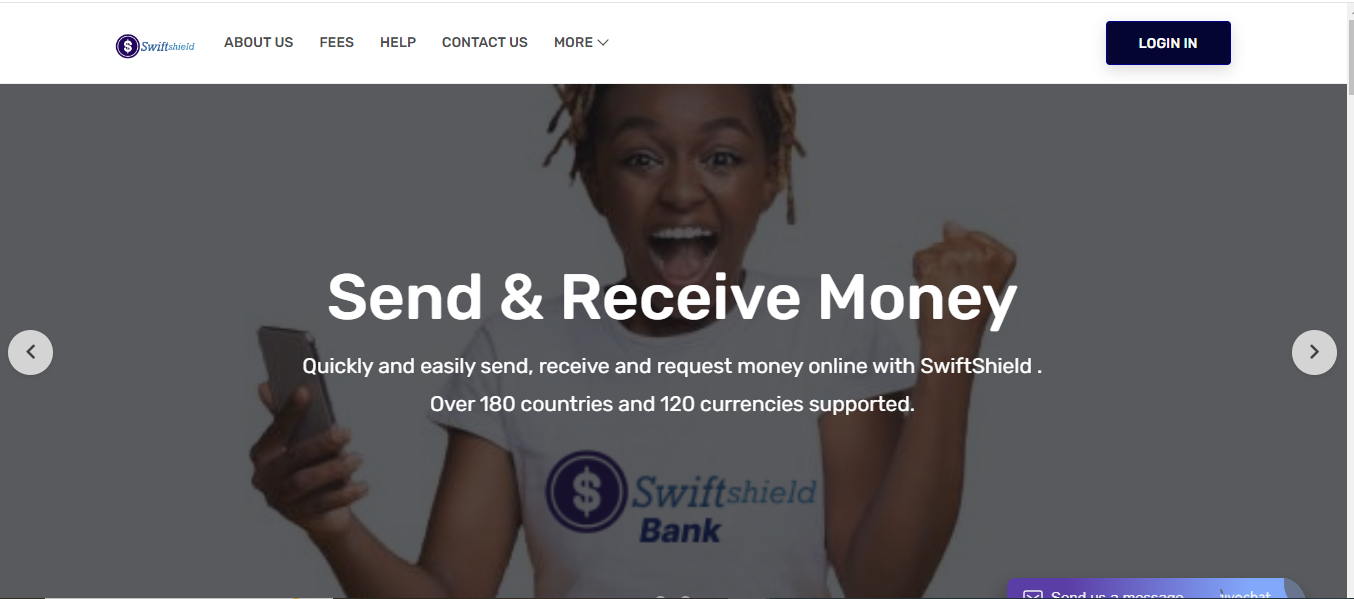 $ Swiftshield
ABOUT US
FEES
HELP
CONTACT US
MORE
LOGIN IN
Send & Receive Money
Quickly and easily send, receive and request money online with SwiftShield .
Over 180 countries and 120 currencies supported.
$ Swiftshield
Bank
Send us a message